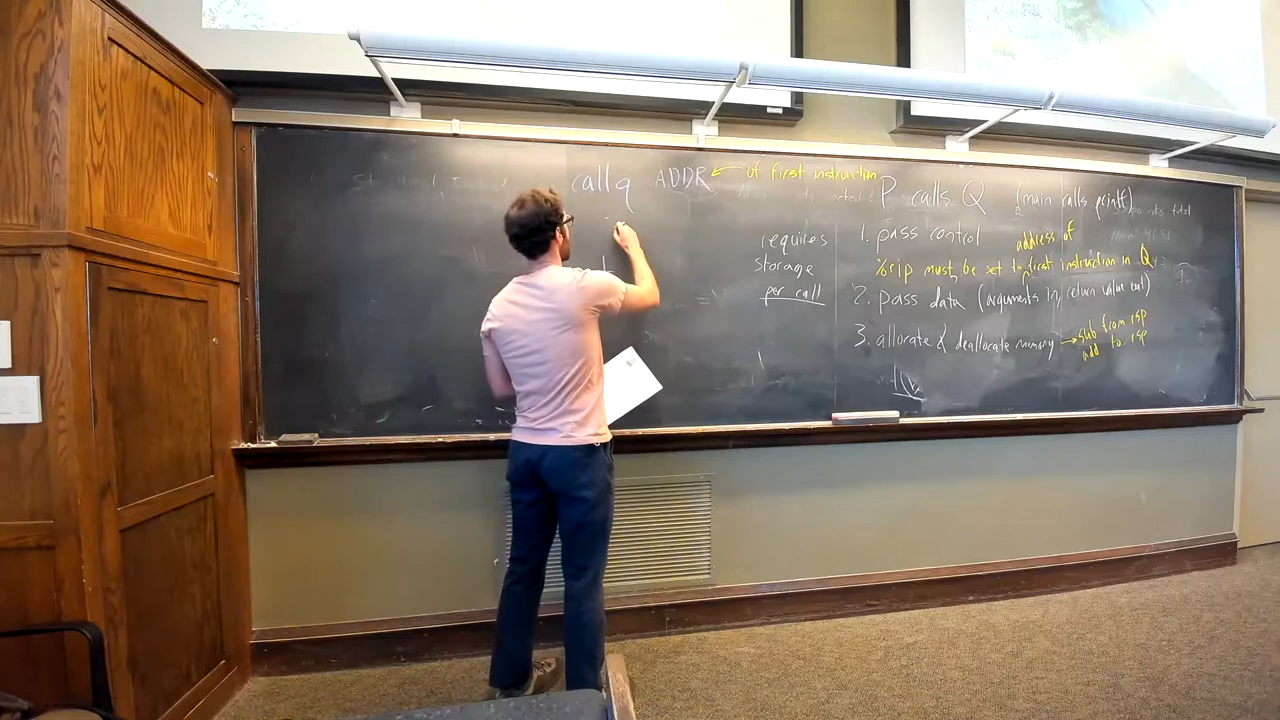 callq ADDR ← of first instruction
P calls Q (main calls printf)
requires storage per call
1. pass control
address of
%rip must be set to first instruction in Q
2. pass data (arguments in, return value out)
3. allocate & deallocate memory → sub from rsp
add to rsp
points total